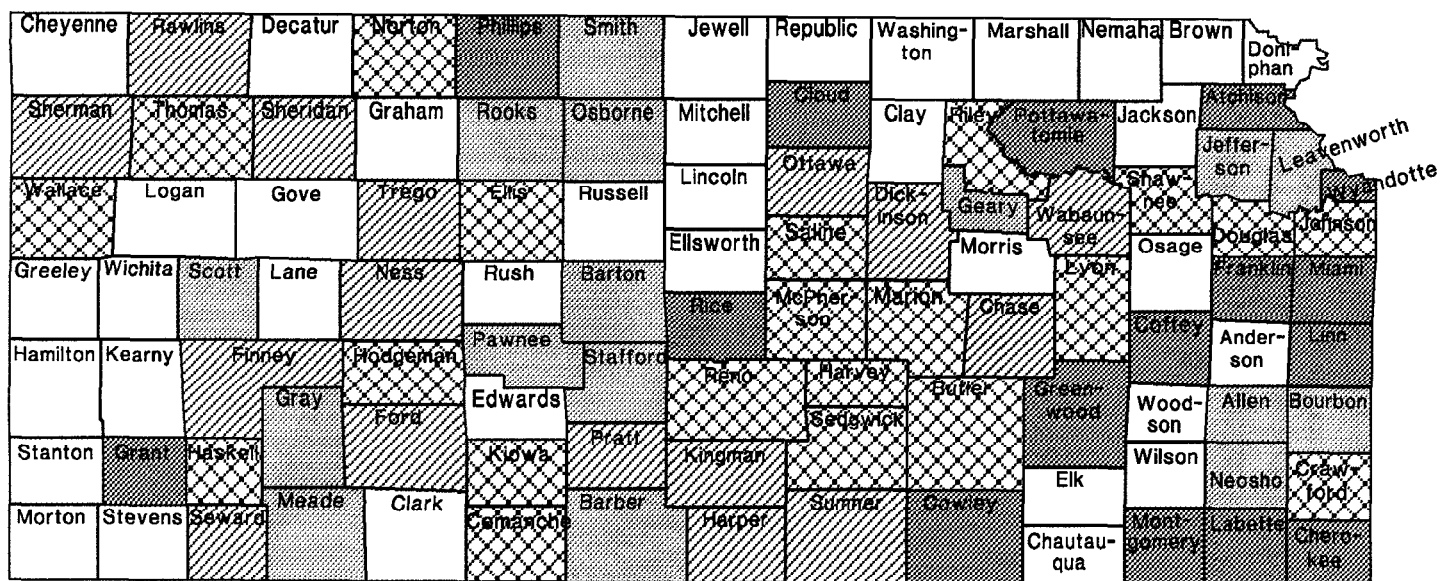 Cheyenne
Rawlins
Decatur
Norton
Phillips
Smith
Jewell
Republic
Washing-
ton
Marshall
Nemaha
Brown
Doni-
phan
Sherman
Thomas
Sheridan
Graham
Rooks
Osborne
Mitchell
Cloud
Clay
Riley
Pottawa-
tomie
Jackson
Atchison
Jeffer-
son
Leavenworth
Wyandotte
Wallace
Logan
Gove
Trego
Ellis
Russell
Lincoln
Ottawa
Dick-
inson
Geary
Wabaun-
see
Shaw-
nee
Douglas
Johnson
Ellsworth
Saline
Morris
Osage
Greeley
Wichita
Scott
Lane
Ness
Rush
Barton
Rice
McPher-
son
Marion
Chase
Lyon
Franklin
Miami
Hamilton
Kearny
Finney
Hodgeman
Pawnee
Stafford
Coffey
Ander-
son
Linn
Gray
Ford
Edwards
Reno
Harvey
Sedgwick
Butler
Green-
wood
Wood-
son
Allen
Bourbon
Stanton
Grant
Haskell
Kiowa
Pratt
Kingman
Elk
Wilson
Neosho
Craw-
ford
Morton
Stevens
Seward
Meade
Clark
Comanche
Barber
Harper
Sumner
Cowley
Chautau-
qua
Mont-
gomery
Labette
Chero-
kee